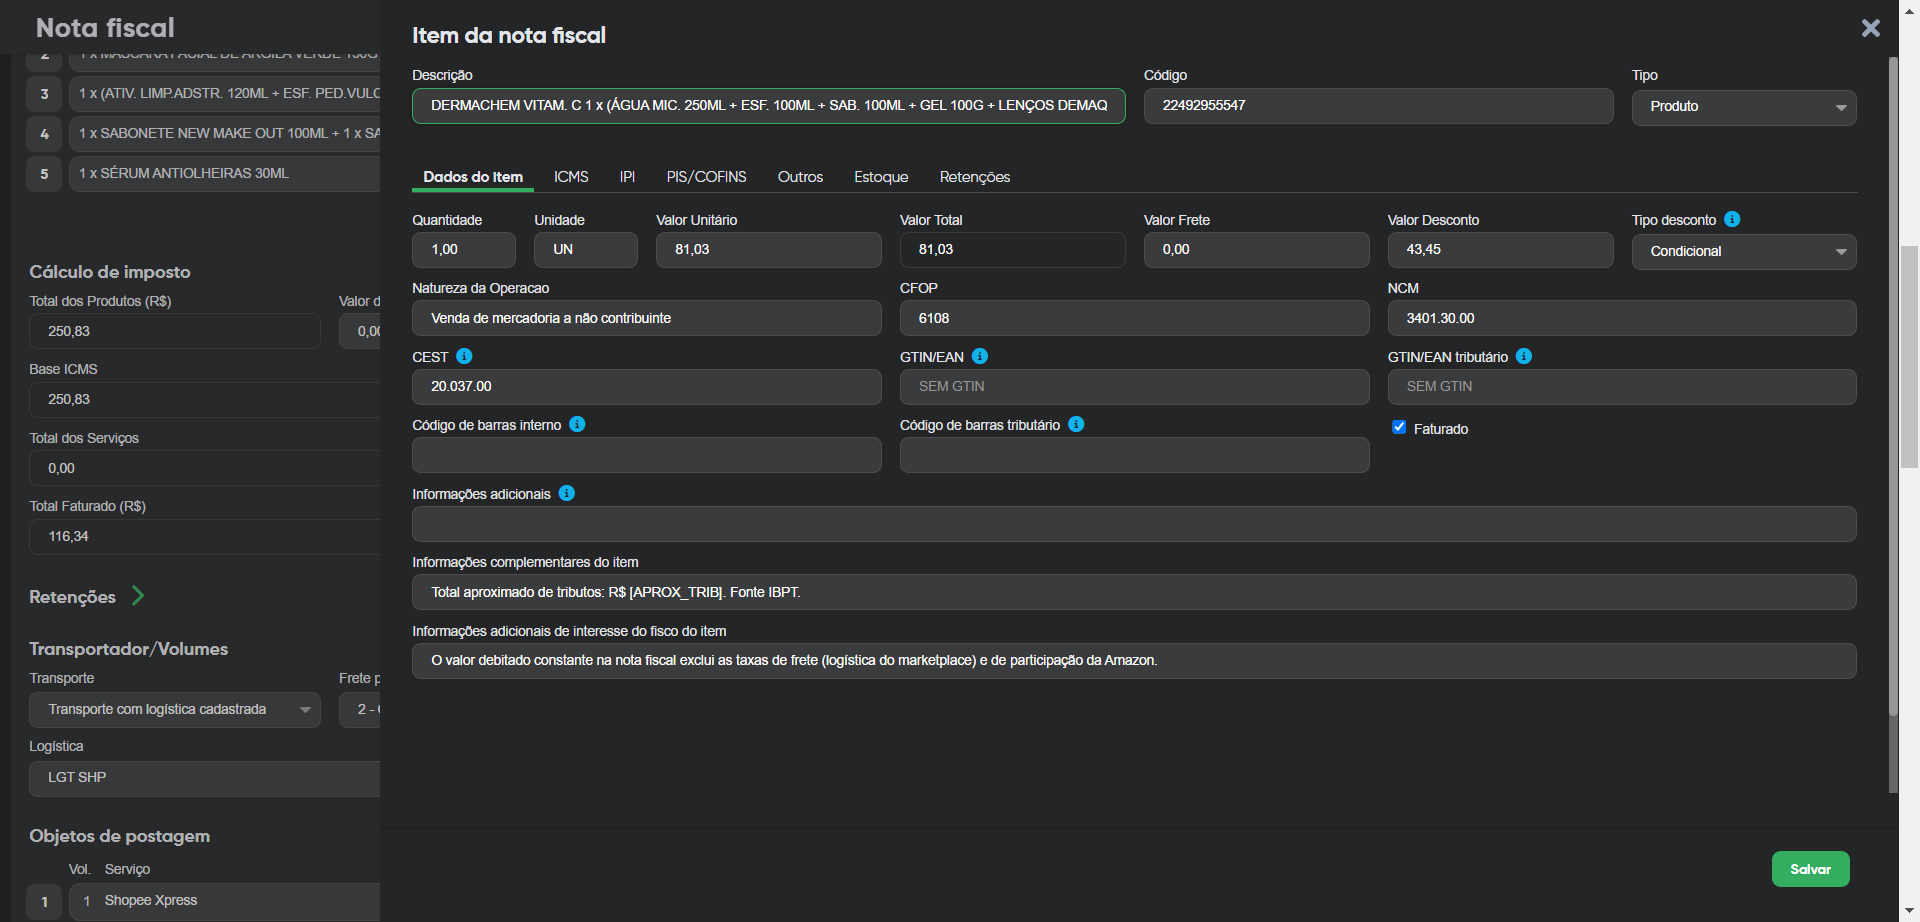 Nota fiscal
2 1 x MÁSCARA FACIAL DE ARGILA VERDE 150G
3 1 x (ATIV. LIMP.ADSTR. 120ML + ESF. PED.VULC
4 1 x SABONETE NEW MAKE OUT 100ML + 1 x SA
5 1 x SÉRUM ANTIOLHEIRAS 30ML
Cálculo de imposto
Total dos Produtos (R$) Valor d
250,83 0,00
Base ICMS
250,83
Total dos Serviços
0,00
Total Faturado (R$)
116,34
Retenções
Transportador/Volumes
Transporte Frete p
Transporte com logística cadastrada 2 -
Logística
LGT SHP
Objetos de postagem
Vol. Serviço
1 1 Shopee Xpress
Item da nota fiscal
Descrição Código Tipo
DERMACHEM VITAM. C 1 x (ÁGUA MIC. 250ML + ESF. 100ML + SAB. 100ML + GEL 100G + LENÇOS DEMAQ 22492955547 Produto
Dados do Item ICMS IPI PIS/COFINS Outros Estoque Retenções
Quantidade Unidade Valor Unitário Valor Total Valor Frete Valor Desconto Tipo desconto
1,00 UN 81,03 81,03 0,00 43,45 Condicional
Natureza da Operacao CFOP NCM
Venda de mercadoria a não contribuinte 6108 3401.30.00
CEST GTIN/EAN GTIN/EAN tributário
20.037.00 SEM GTIN SEM GTIN
Código de barras interno Código de barras tributário Faturado
Informações adicionais
Informações complementares do item
Total aproximado de tributos: R$ [APROX_TRIB]. Fonte IBPT.
Informações adicionais de interesse do fisco do item
O valor debitado constante na nota fiscal exclui as taxas de frete (logística do marketplace) e de participação da Amazon.
Salvar